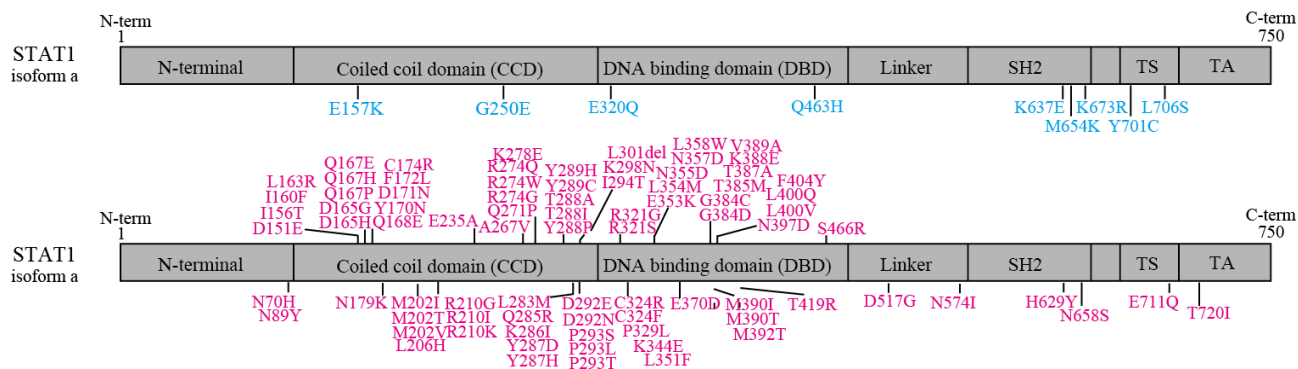 N-term
1
C-term
750
STAT1
isoform a
N-terminal
Coiled coil domain (CCD)
DNA binding domain (DBD)
Linker
SH2
TS
TA
E157K
G250E
E320Q
Q463H
K637E
M654K
K673R
Y701C
L706S
L163R
I160F
I156T
D151E
Q167E
Q167H
Q167P
D165G
D165H
C174R
F172L
D171N
Y170N
Q168E
E235A
K278E
R274Q
R274W
R274G
Q271P
A267V
Y289H
Y289C
T288A
T288I
Y288P
L301del
K298N
I294T
R321G
R321S
L358W
N357D
N355D
L354M
E353K
V389A
K388E
T387A
T385M
G384C
G384D
F404Y
L400Q
L400V
N397D
S466R
N-term
1
C-term
750
STAT1
isoform a
N-terminal
Coiled coil domain (CCD)
DNA binding domain (DBD)
Linker
SH2
TS
TA
N70H
N89Y
N179K
M202I
M202T
M202V
L206H
R210G
R210I
R210K
L283M
Q285R
K286I
Y287D
Y287H
D292E
D292N
P293S
P293L
P293T
C324R
C324F
P329L
K344E
L351F
E370D
M390I
M390T
M392T
T419R
D517G
N574I
H629Y
N658S
E711Q
T720I